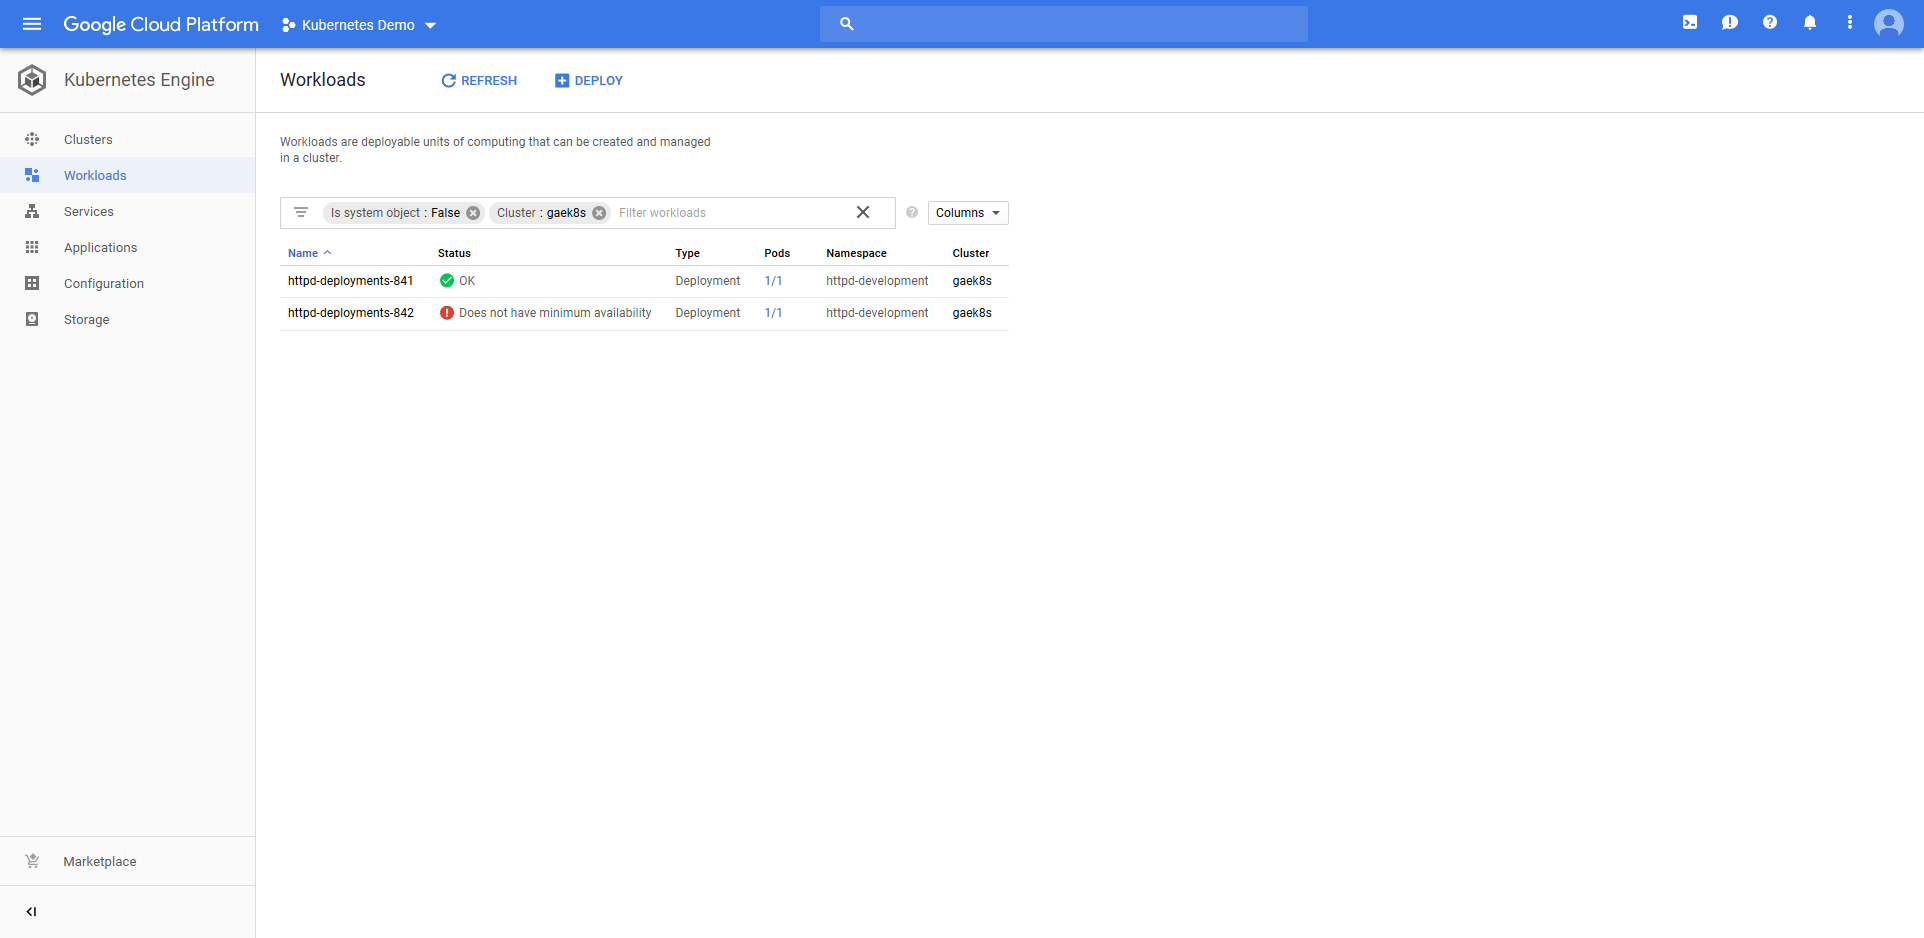 Google Cloud Platform
Kubernetes Demo
Kubernetes Engine
Clusters
Workloads
Services
Applications
Configuration
Storage
Marketplace
Workloads
REFRESH
DEPLOY
Workloads are deployable units of computing that can be created and managed
in a cluster.
Is system object : False Cluster : gaek8s Filter workloads
Columns
Name Status Type Pods Namespace Cluster
httpd-deployments-841 OK Deployment 1/1 httpd-development gaek8s
httpd-deployments-842 Does not have minimum availability Deployment 1/1 httpd-development gaek8s